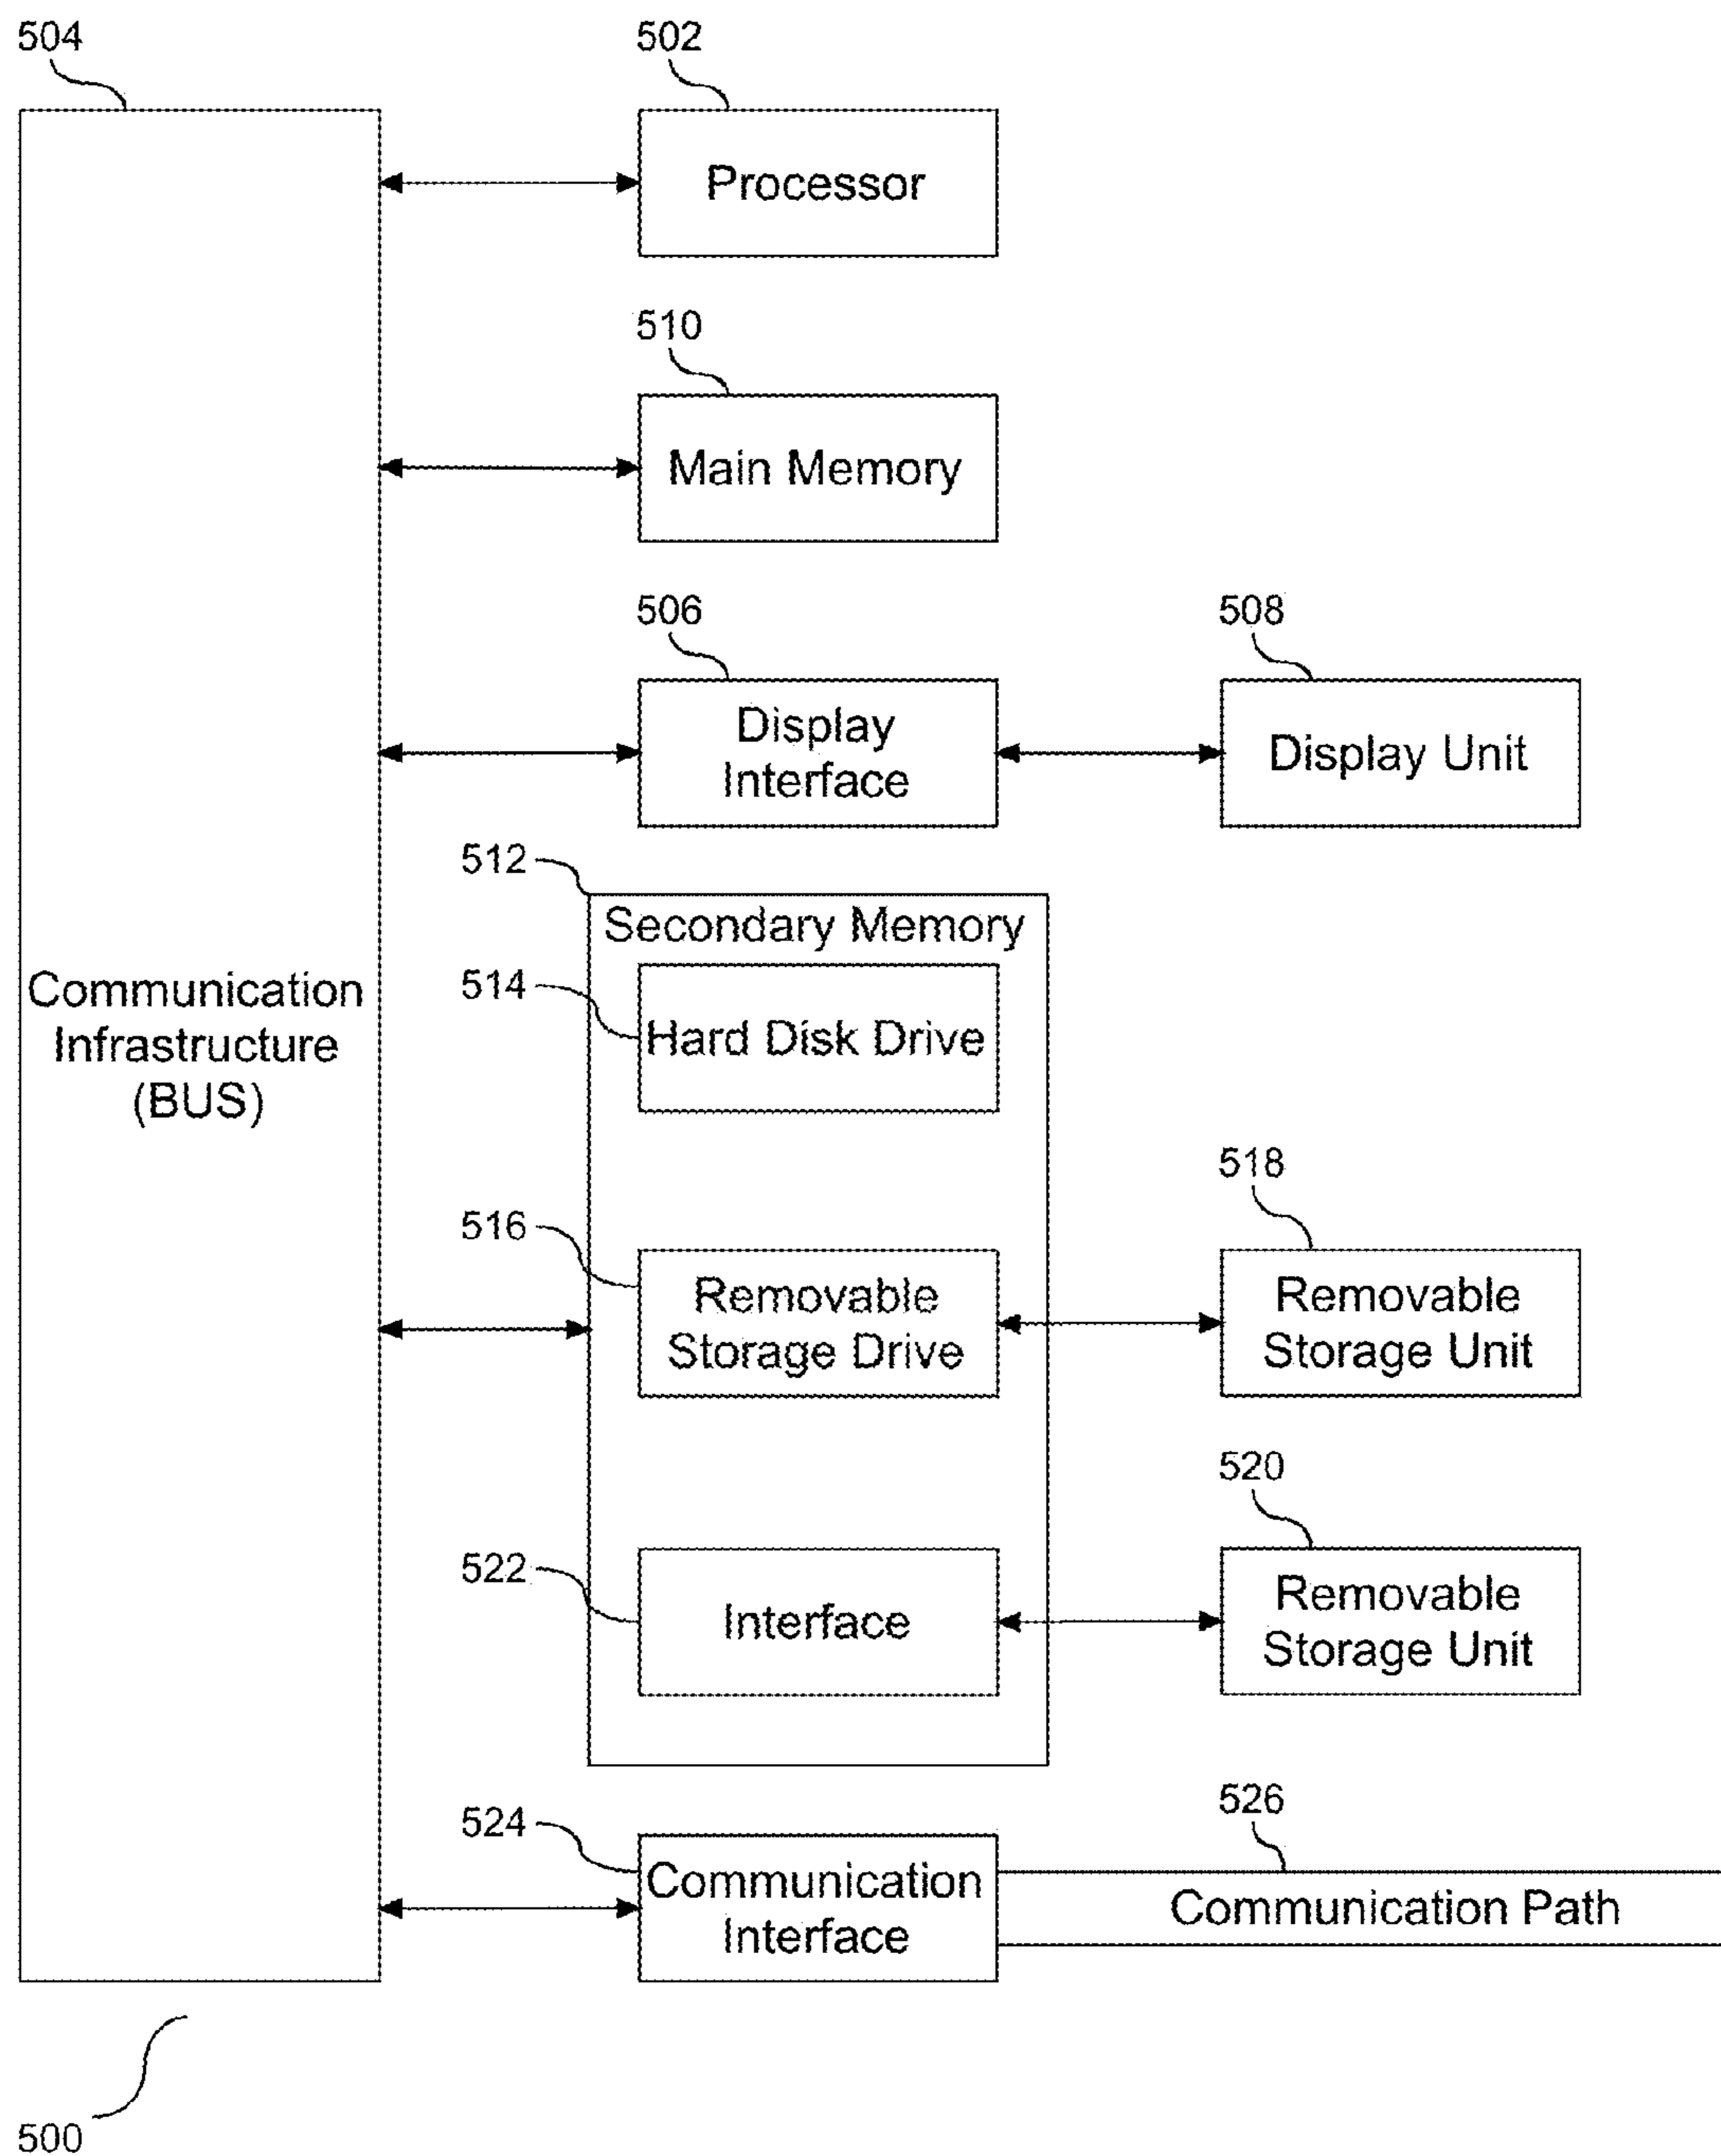 504
502
Processor
510
Main Memory
506
508
Display
Interface
Display Unit
512
Secondary Memory
514
Hard Disk Drive
Communication
Infrastructure
(BUS)
518
516
Removable
Storage Drive
Removable
Storage Unit
520
522
Interface
Removable
Storage Unit
524
526
Communication
Interface
Communication Path
500